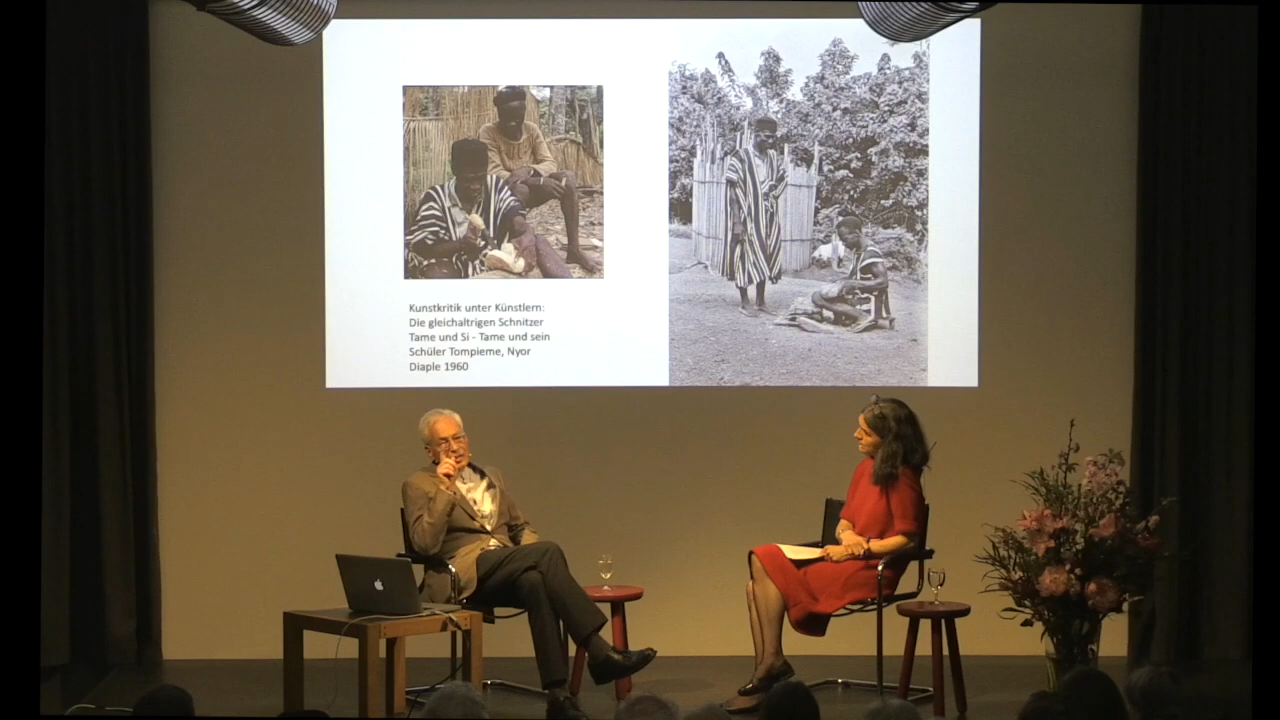 Kunstkritik unter Künstlern:
Die gleichaltrigen Schnitzer
Tame und Si - Tame und sein
Schüler Tompieme, Nyor
Diaple 1960